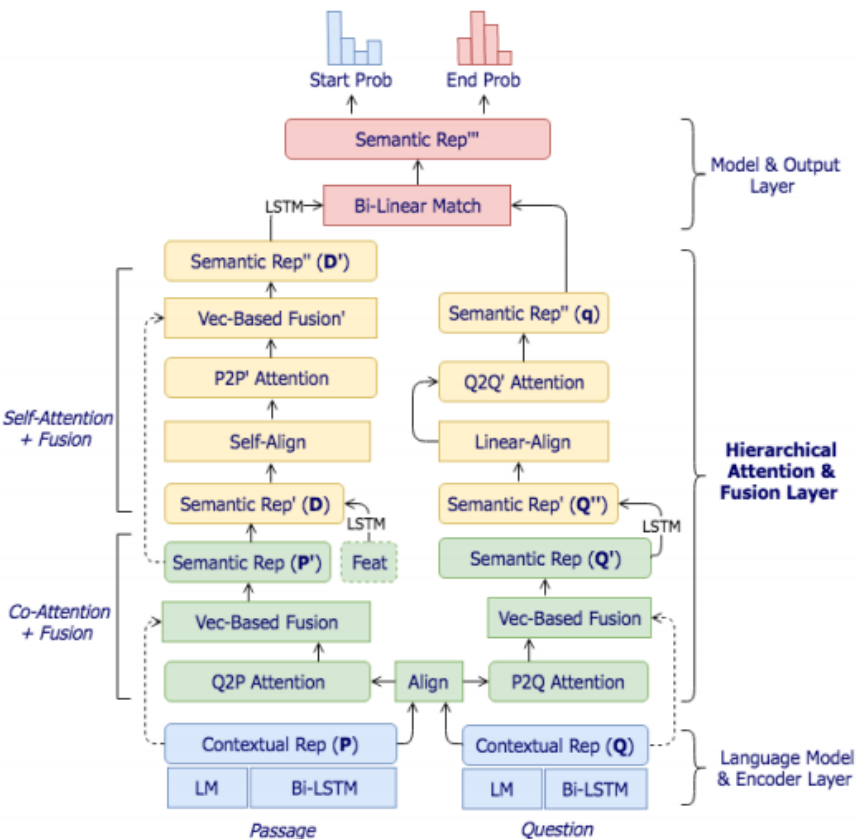 Start Prob
End Prob
Semantic Rep'''
Model & Output
Layer
LSTM
Bi-Linear Match
Semantic Rep'' (D')
Vec-Based Fusion'
Semantic Rep'' (q)
P2P' Attention
Q2Q' Attention
Self-Attention
+ Fusion
Self-Align
Linear-Align
Hierarchical
Attention &
Fusion Layer
Semantic Rep' (D)
Semantic Rep' (Q'')
LSTM
LSTM
Semantic Rep (P')
Feat
Semantic Rep (Q')
Co-Attention
+ Fusion
Vec-Based Fusion
Vec-Based Fusion
Q2P Attention
Align
P2Q Attention
Contextual Rep (P)
Contextual Rep (Q)
Language Model
& Encoder Layer
LM
Bi-LSTM
LM
Bi-LSTM
Passage
Question